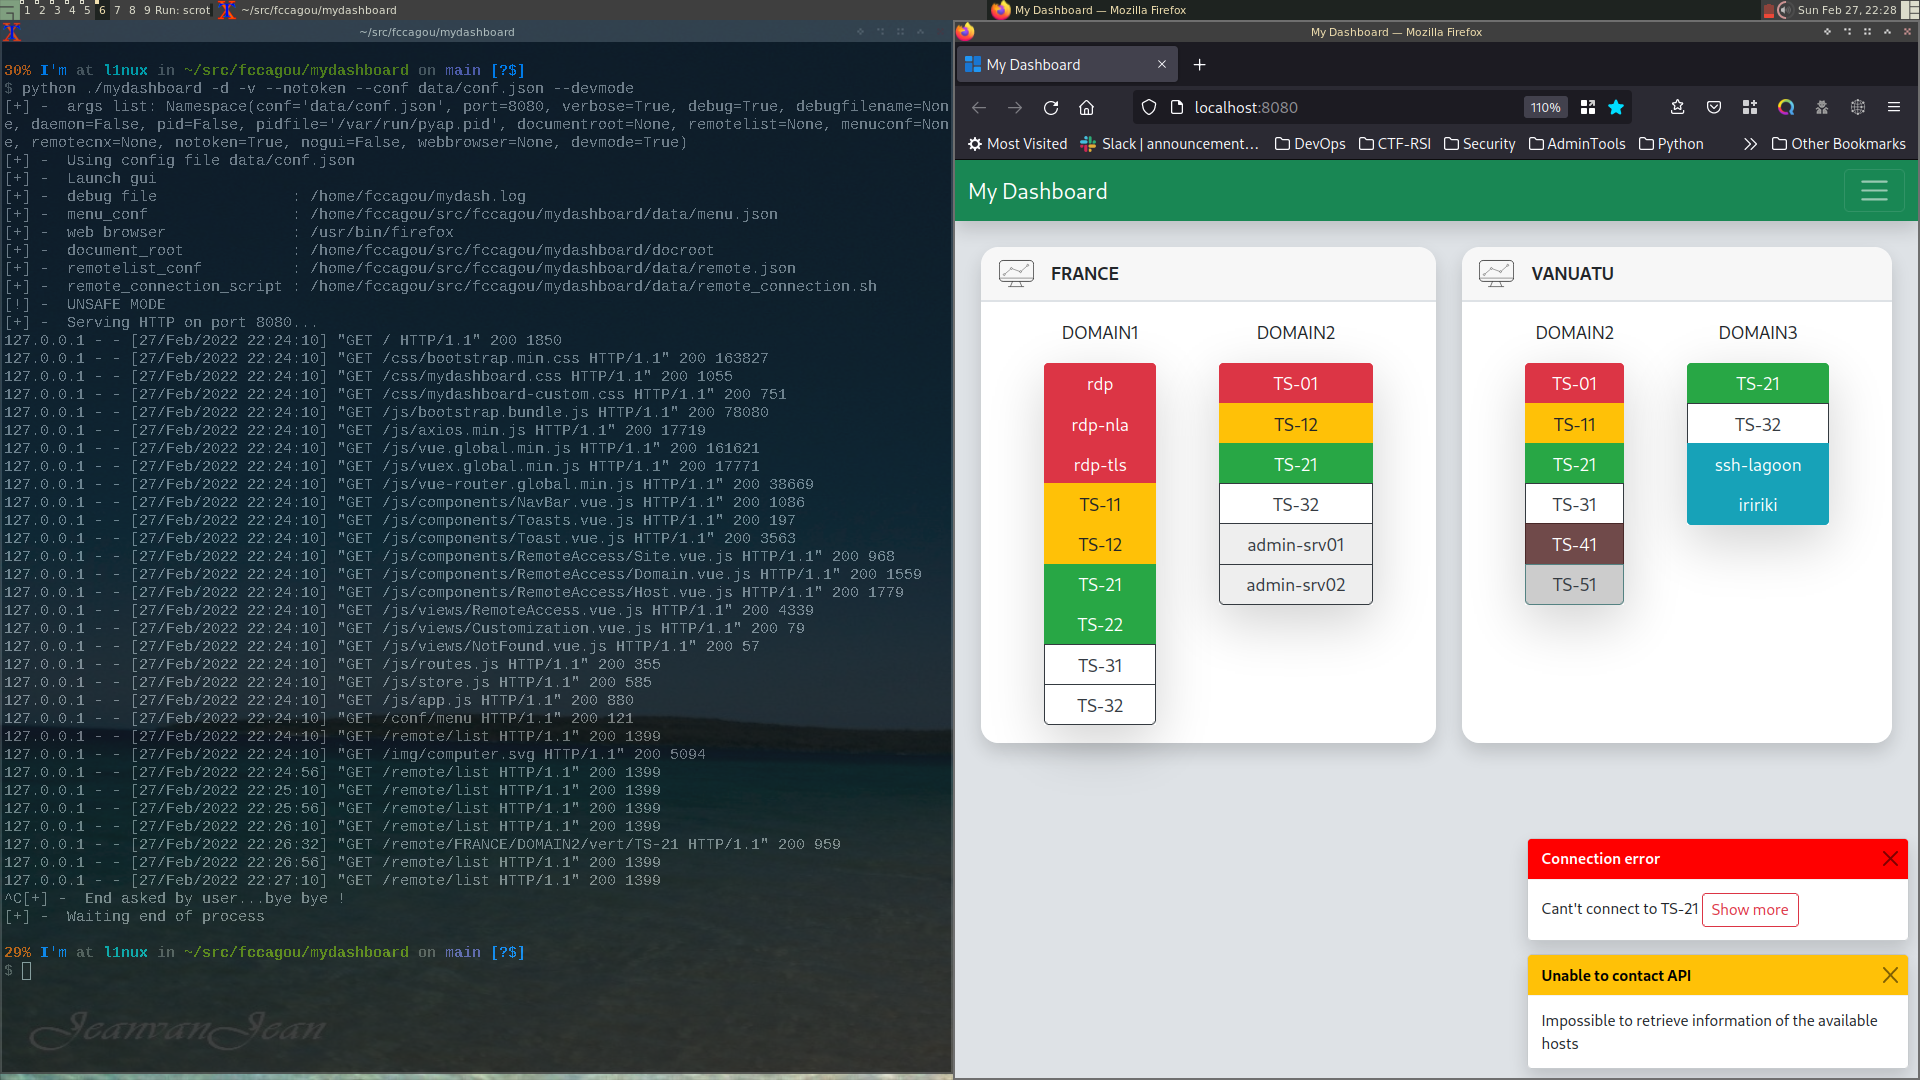 1 2 3 4 5 6 7 8 9 Run: scrot ~/src/fccagou/mydashboard
My Dashboard — Mozilla Firefox
Sun Feb 27, 22:28
~/src/fccagou/mydashboard
30% I'm at l1nux in ~/src/fccagou/mydashboard on main [?$]
$ python ./mydashboard -d -v --notoken --conf data/conf.json --devmode
[+] -  args list: Namespace(conf='data/conf.json', port=8080, verbose=True, debug=True, debugfilename=Non
e, daemon=False, pid=False, pidfile='/var/run/pyap.pid', documentroot=None, remotelist=None, menuconf=Non
e, remotecnx=None, notoken=True, nogui=False, webbrowser=None, devmode=True)
[+] -  Using config file data/conf.json
[+] -  Launch gui
[+] -  debug file               : /home/fccagou/mydash.log
[+] -  menu_conf                : /home/fccagou/src/fccagou/mydashboard/data/menu.json
[+] -  web browser              : /usr/bin/firefox
[+] -  document_root            : /home/fccagou/src/fccagou/mydashboard/docroot
[+] -  remotelist_conf          : /home/fccagou/src/fccagou/mydashboard/data/remote.json
[+] -  remote_connection_script : /home/fccagou/src/fccagou/mydashboard/data/remote_connection.sh
[!] -  UNSAFE MODE
[+] -  Serving HTTP on port 8080...
127.0.0.1 - - [27/Feb/2022 22:24:10] "GET / HTTP/1.1" 200 1850
127.0.0.1 - - [27/Feb/2022 22:24:10] "GET /css/bootstrap.min.css HTTP/1.1" 200 163827
127.0.0.1 - - [27/Feb/2022 22:24:10] "GET /css/mydashboard.css HTTP/1.1" 200 1055
127.0.0.1 - - [27/Feb/2022 22:24:10] "GET /css/mydashboard-custom.css HTTP/1.1" 200 751
127.0.0.1 - - [27/Feb/2022 22:24:10] "GET /js/bootstrap.bundle.js HTTP/1.1" 200 78080
127.0.0.1 - - [27/Feb/2022 22:24:10] "GET /js/axios.min.js HTTP/1.1" 200 17719
127.0.0.1 - - [27/Feb/2022 22:24:10] "GET /js/vue.global.min.js HTTP/1.1" 200 161621
127.0.0.1 - - [27/Feb/2022 22:24:10] "GET /js/vuex.global.min.js HTTP/1.1" 200 17771
127.0.0.1 - - [27/Feb/2022 22:24:10] "GET /js/vue-router.global.min.js HTTP/1.1" 200 38669
127.0.0.1 - - [27/Feb/2022 22:24:10] "GET /js/components/NavBar.vue.js HTTP/1.1" 200 1086
127.0.0.1 - - [27/Feb/2022 22:24:10] "GET /js/components/Toasts.vue.js HTTP/1.1" 200 197
127.0.0.1 - - [27/Feb/2022 22:24:10] "GET /js/components/Toast.vue.js HTTP/1.1" 200 3563
127.0.0.1 - - [27/Feb/2022 22:24:10] "GET /js/components/RemoteAccess/Site.vue.js HTTP/1.1" 200 968
127.0.0.1 - - [27/Feb/2022 22:24:10] "GET /js/components/RemoteAccess/Domain.vue.js HTTP/1.1" 200 1559
127.0.0.1 - - [27/Feb/2022 22:24:10] "GET /js/components/RemoteAccess/Host.vue.js HTTP/1.1" 200 1779
127.0.0.1 - - [27/Feb/2022 22:24:10] "GET /js/views/RemoteAccess.vue.js HTTP/1.1" 200 4339
127.0.0.1 - - [27/Feb/2022 22:24:10] "GET /js/views/Customization.vue.js HTTP/1.1" 200 79
127.0.0.1 - - [27/Feb/2022 22:24:10] "GET /js/views/NotFound.vue.js HTTP/1.1" 200 57
127.0.0.1 - - [27/Feb/2022 22:24:10] "GET /js/routes.js HTTP/1.1" 200 355
127.0.0.1 - - [27/Feb/2022 22:24:10] "GET /js/store.js HTTP/1.1" 200 585
127.0.0.1 - - [27/Feb/2022 22:24:10] "GET /js/app.js HTTP/1.1" 200 880
127.0.0.1 - - [27/Feb/2022 22:24:10] "GET /conf/menu HTTP/1.1" 200 121
127.0.0.1 - - [27/Feb/2022 22:24:10] "GET /remote/list HTTP/1.1" 200 1399
127.0.0.1 - - [27/Feb/2022 22:24:10] "GET /img/computer.svg HTTP/1.1" 200 5094
127.0.0.1 - - [27/Feb/2022 22:24:56] "GET /remote/list HTTP/1.1" 200 1399
127.0.0.1 - - [27/Feb/2022 22:25:10] "GET /remote/list HTTP/1.1" 200 1399
127.0.0.1 - - [27/Feb/2022 22:25:56] "GET /remote/list HTTP/1.1" 200 1399
127.0.0.1 - - [27/Feb/2022 22:26:10] "GET /remote/list HTTP/1.1" 200 1399
127.0.0.1 - - [27/Feb/2022 22:26:32] "GET /remote/FRANCE/DOMAIN2/vert/TS-21 HTTP/1.1" 200 959
127.0.0.1 - - [27/Feb/2022 22:26:56] "GET /remote/list HTTP/1.1" 200 1399
127.0.0.1 - - [27/Feb/2022 22:27:10] "GET /remote/list HTTP/1.1" 200 1399
^C[+] -  End asked by user...bye bye !
[+] -  Waiting end of process
29% I'm at l1nux in ~/src/fccagou/mydashboard on main [?$]
$
JeanvanJean
My Dashboard — Mozilla Firefox
My Dashboard
localhost:8080
110%
Most Visited Slack | announcement… DevOps CTF-RSI Security AdminTools Python Other Bookmarks
My Dashboard
FRANCE
DOMAIN1
rdp
rdp-nla
rdp-tls
TS-11
TS-12
TS-21
TS-22
TS-31
TS-32
DOMAIN2
TS-01
TS-12
TS-21
TS-32
admin-srv01
admin-srv02
VANUATU
DOMAIN2
TS-01
TS-11
TS-21
TS-31
TS-41
TS-51
DOMAIN3
TS-21
TS-32
ssh-lagoon
iririki
Connection error
Cant't connect to TS-21 Show more
Unable to contact API
Impossible to retrieve information of the available
hosts